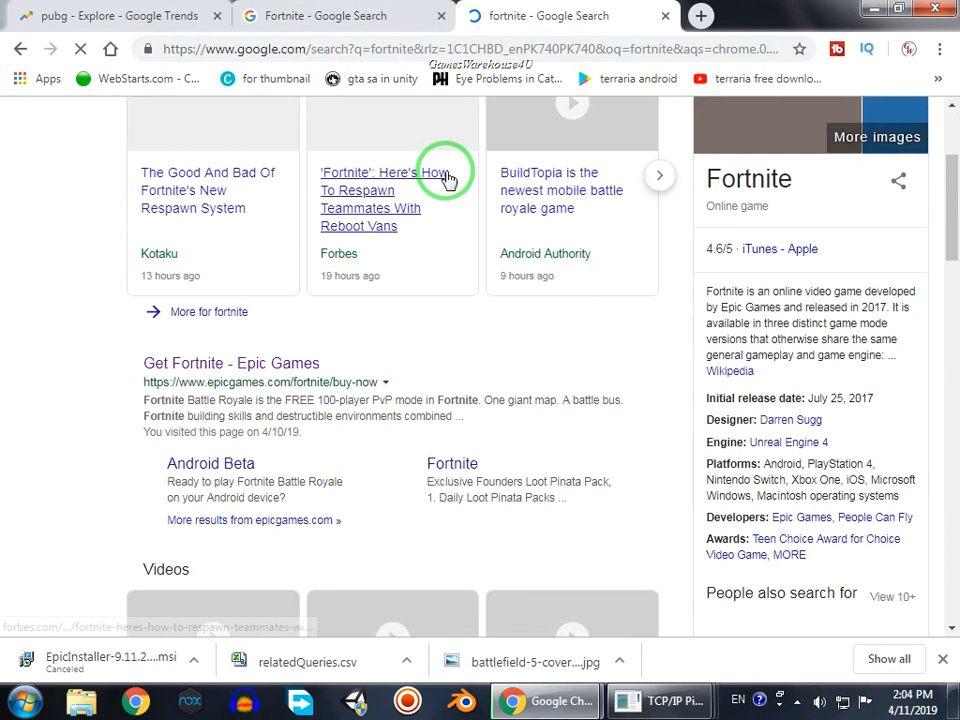 pubg - Explore - Google Trends
Fortnite - Google Search
fortnite - Google Search
https://www.google.com/search?q=fortnite&rlz=1C1CHBD_enPK740PK740&oq=fortnite&aqs=chrome.0....
GamesWarehouse4U
Apps
WebStarts.com - C...
for thumbnail
gta sa in unity
Eye Problems in Cat...
terraria android
terraria free downlo...
»
More images
The Good And Bad Of
Fortnite's New
Respawn System
Kotaku
13 hours ago
'Fortnite': Here's How
To Respawn
Teammates With
Reboot Vans
Forbes
19 hours ago
BuildTopia is the
newest mobile battle
royale game
Android Authority
9 hours ago
More for fortnite
Get Fortnite - Epic Games
https://www.epicgames.com/fortnite/buy-now
Fortnite Battle Royale is the FREE 100-player PvP mode in Fortnite. One giant map. A battle bus.
Fortnite building skills and destructible environments combined ...
You visited this page on 4/10/19.
Android Beta
Ready to play Fortnite Battle Royale
on your Android device?
Fortnite
Exclusive Founders Loot Pinata Pack,
1. Daily Loot Pinata Packs ...
More results from epicgames.com »
Videos
Fortnite
Online game
4.6/5 · iTunes - Apple
Fortnite is an online video game developed
by Epic Games and released in 2017. It is
available in three distinct game mode
versions that otherwise share the same
general gameplay and game engine: ...
Wikipedia
Initial release date: July 25, 2017
Designer: Darren Sugg
Engine: Unreal Engine 4
Platforms: Android, PlayStation 4,
Nintendo Switch, Xbox One, iOS, Microsoft
Windows, Macintosh operating systems
Developers: Epic Games, People Can Fly
Awards: Teen Choice Award for Choice
Video Game, MORE
People also search for
View 10+
forbes.com/.../fortnite-heres-how-to-respawn-teammates-wi...
EpicInstaller-9.11.2....msi
Canceled
relatedQueries.csv
battlefield-5-cover....jpg
Show all
Google Ch...
TCP/IP Pi...
EN
2:04 PM
4/11/2019